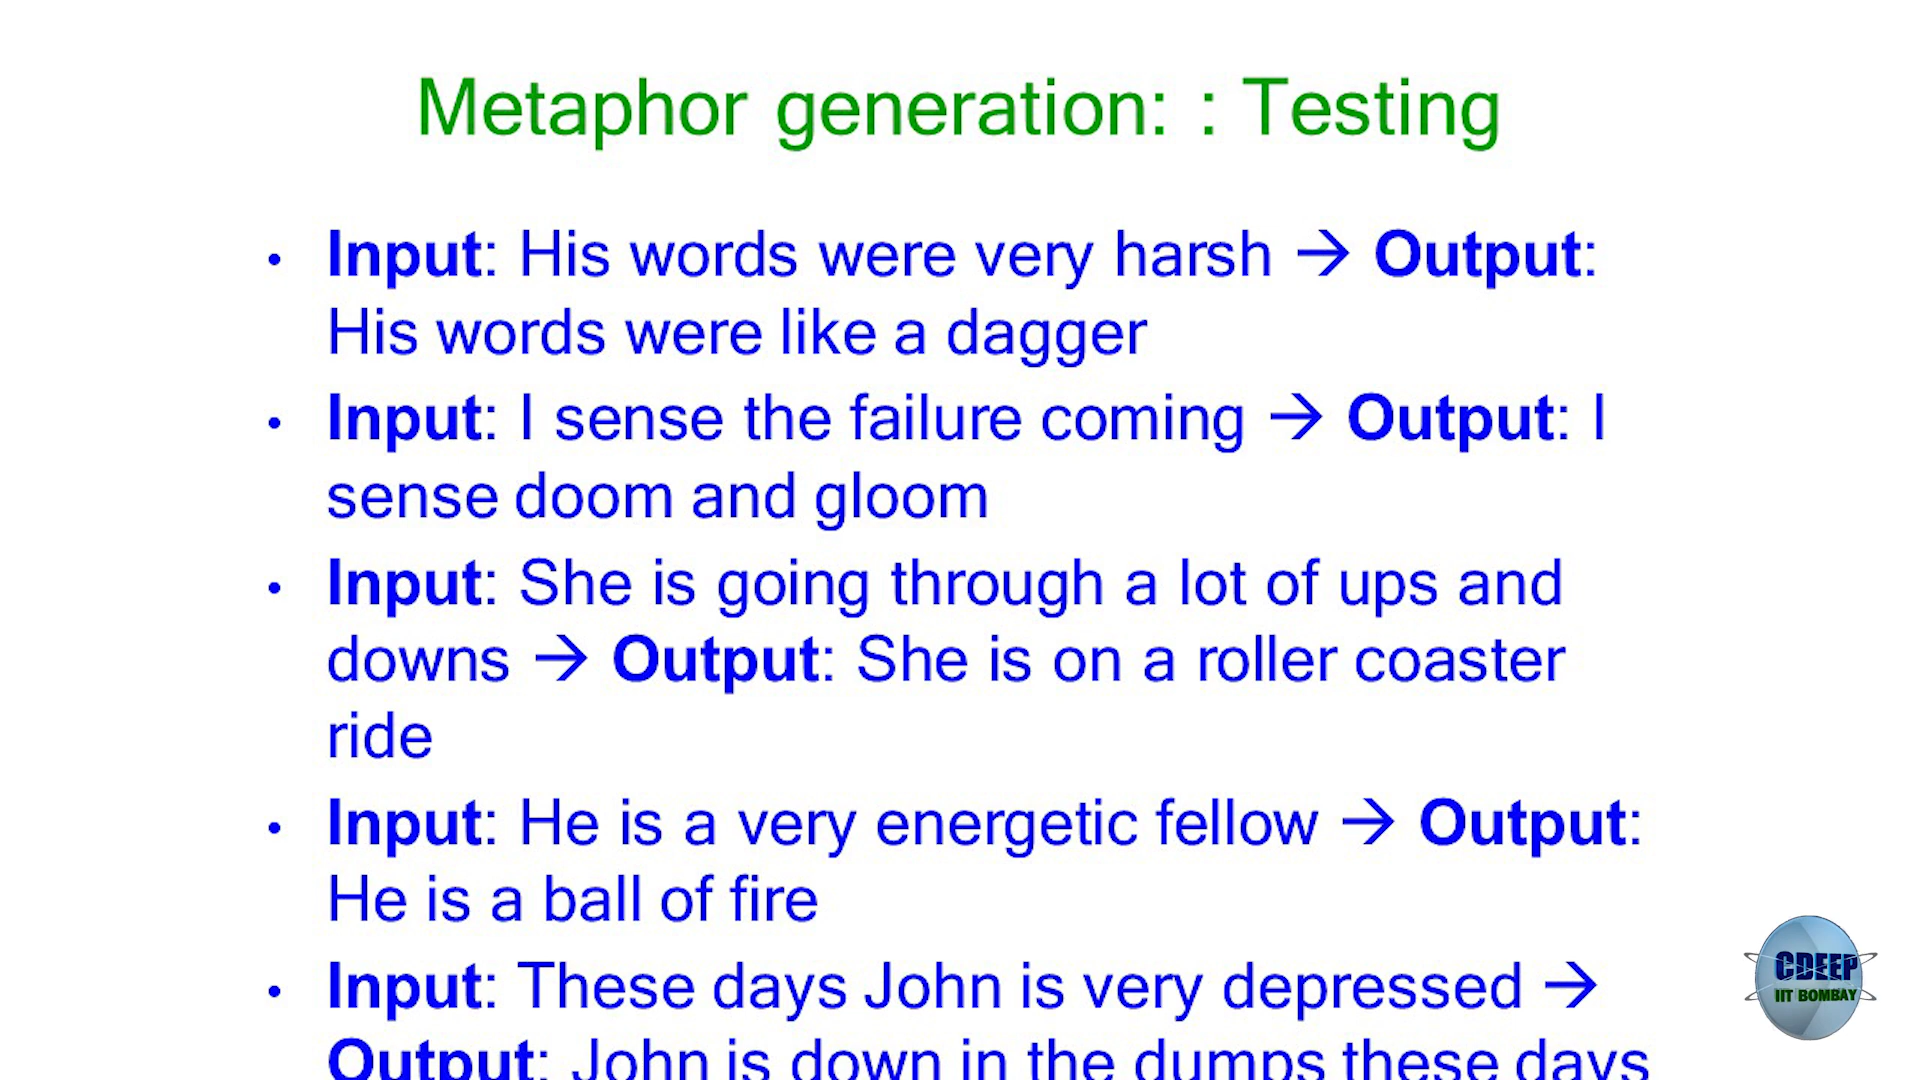 Metaphor generation: : Testing
• Input: His words were very harsh → Output:
His words were like a dagger
• Input: I sense the failure coming → Output: I
sense doom and gloom
• Input: She is going through a lot of ups and
downs → Output: She is on a roller coaster
ride
• Input: He is a very energetic fellow → Output:
He is a ball of fire
• Input: These days John is very depressed →
Output: John is down in the dumps these days
CDEEP
IIT BOMBAY